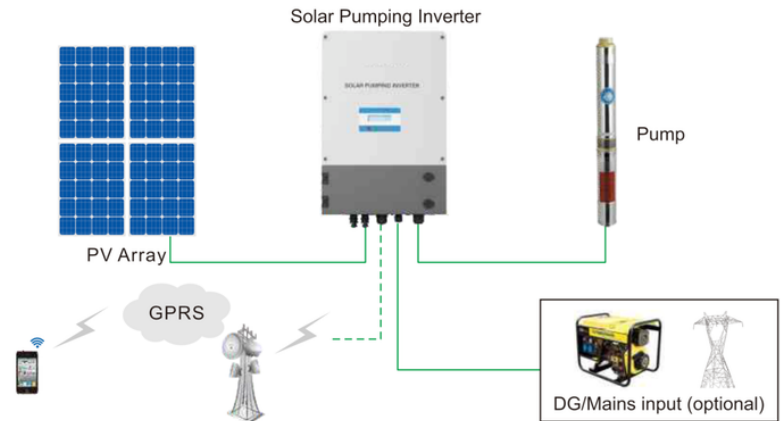 Solar Pumping Inverter
SOLAR PUMPING INVERTER
Pump
PV Array
GPRS
DG/Mains input (optional)